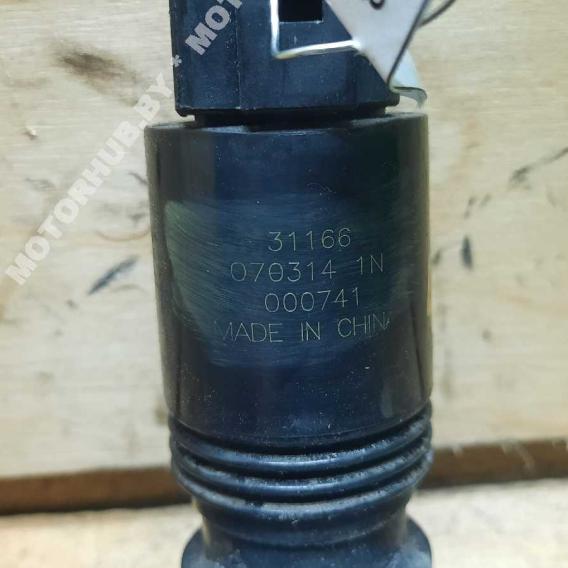 MOTORHUB.BY * MOT
31166
070314 1N
000741
MADE IN CHINA